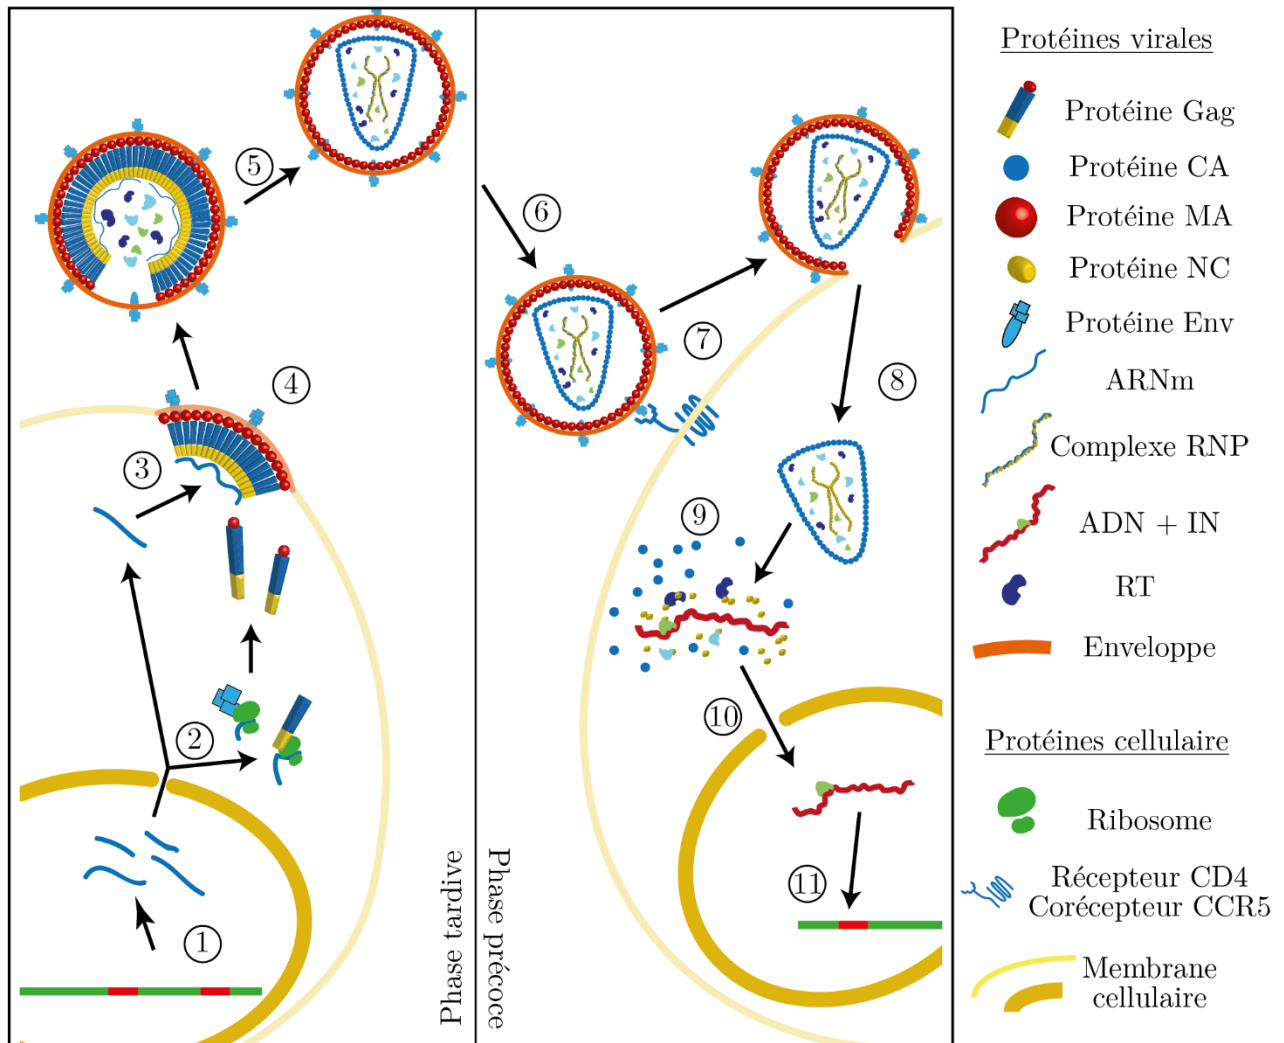 5
4
3
2
1
Phase tardive
Phase précoce
6
7
8
9
10
11
Protéines virales
Protéine Gag
Protéine CA
Protéine MA
Protéine NC
Protéine Env
ARNm
Complexe RNP
ADN + IN
RT
Enveloppe
Protéines cellulaire
Ribosome
Récepteur CD4
Corécepteur CCR5
Membrane
cellulaire